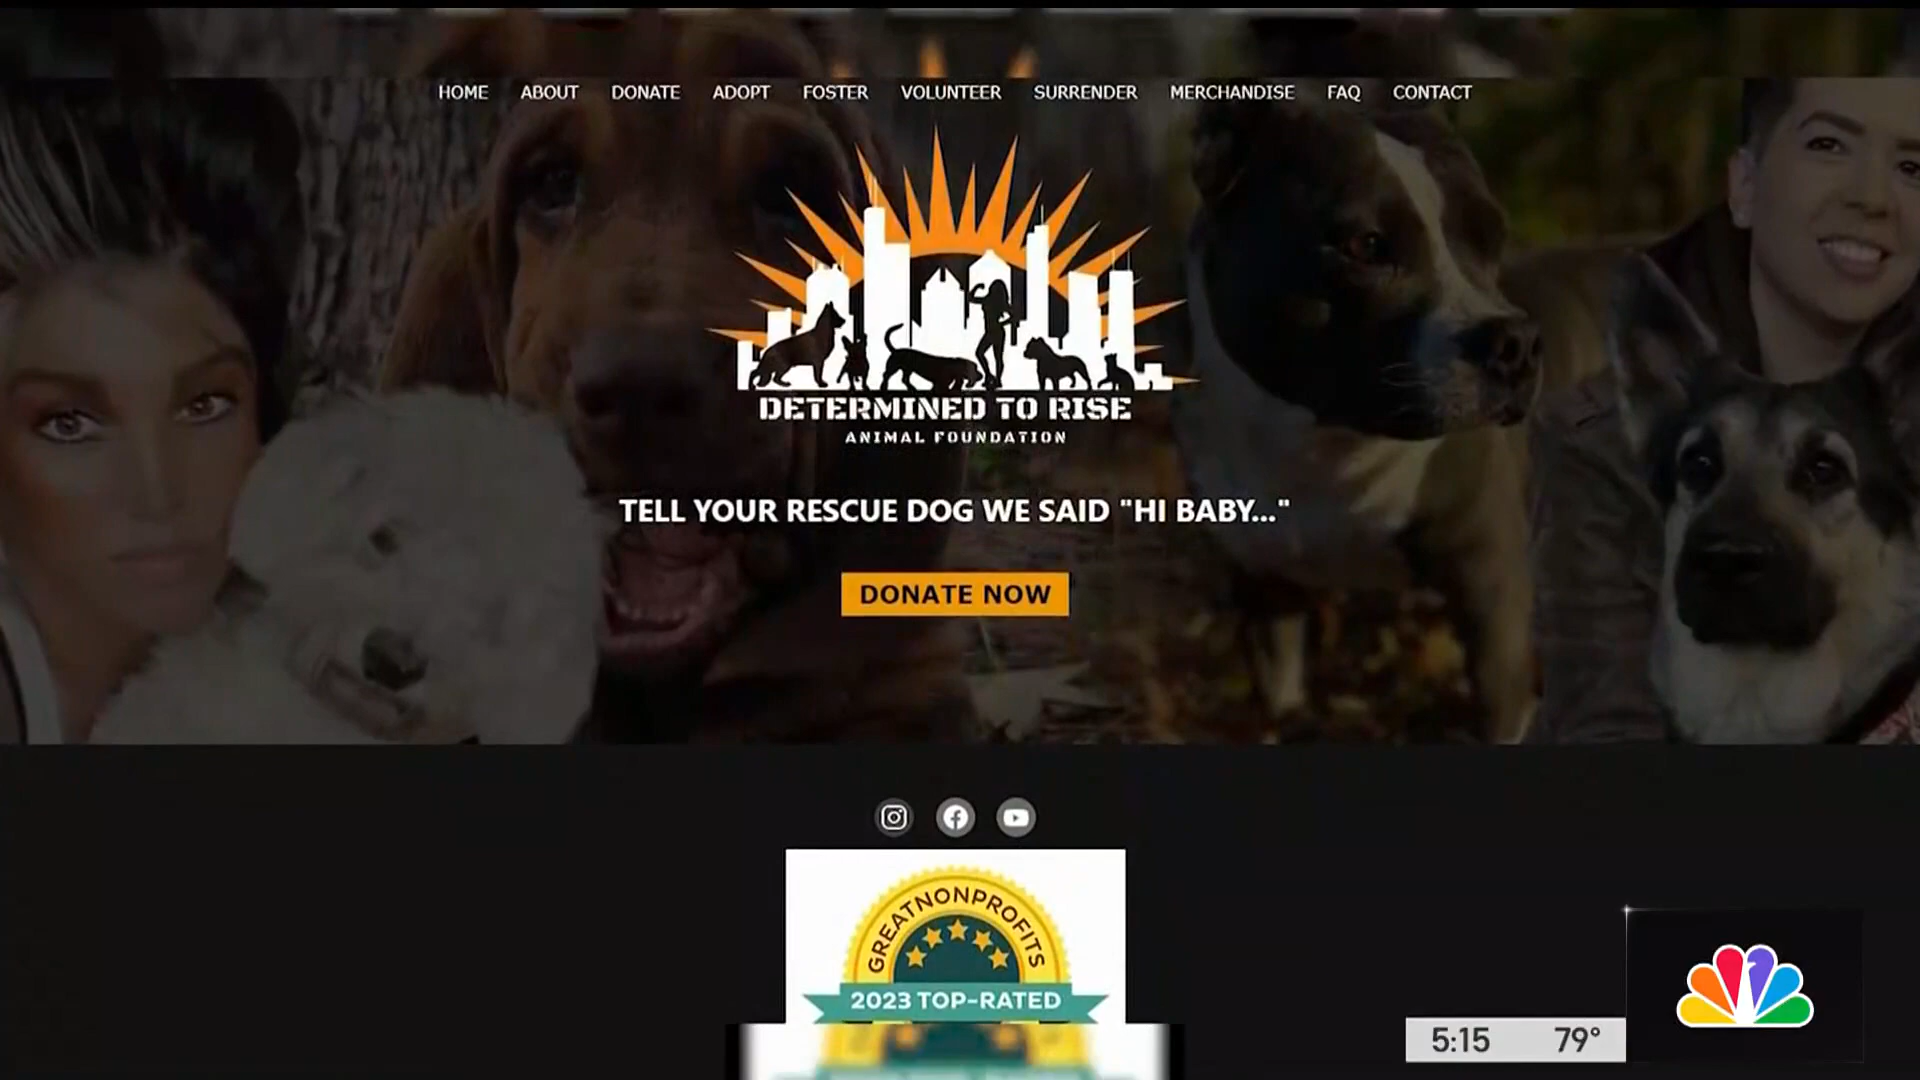 HOME ABOUT DONATE ADOPT FOSTER VOLUNTEER SURRENDER MERCHANDISE FAQ CONTACT
DETERMINED TO RISE
ANIMAL FOUNDATION
TELL YOUR RESCUE DOG WE SAID "HI BABY..."
DONATE NOW
GREATNONPROFITS
2023 TOP-RATED
5:15 79°